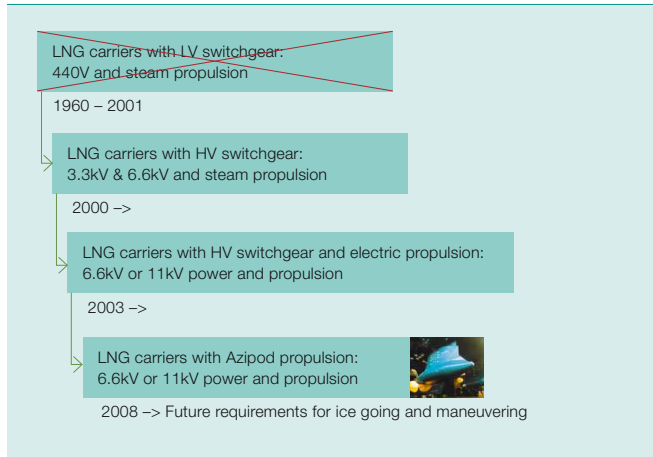 LNG carriers with LV switchgear:
440V and steam propulsion
1960 – 2001
LNG carriers with HV switchgear:
3.3kV & 6.6kV and steam propulsion
2000 –>
LNG carriers with HV switchgear and electric propulsion:
6.6kV or 11kV power and propulsion
2003 –>
LNG carriers with Azipod propulsion:
6.6kV or 11kV power and propulsion
2008 –> Future requirements for ice going and maneuvering